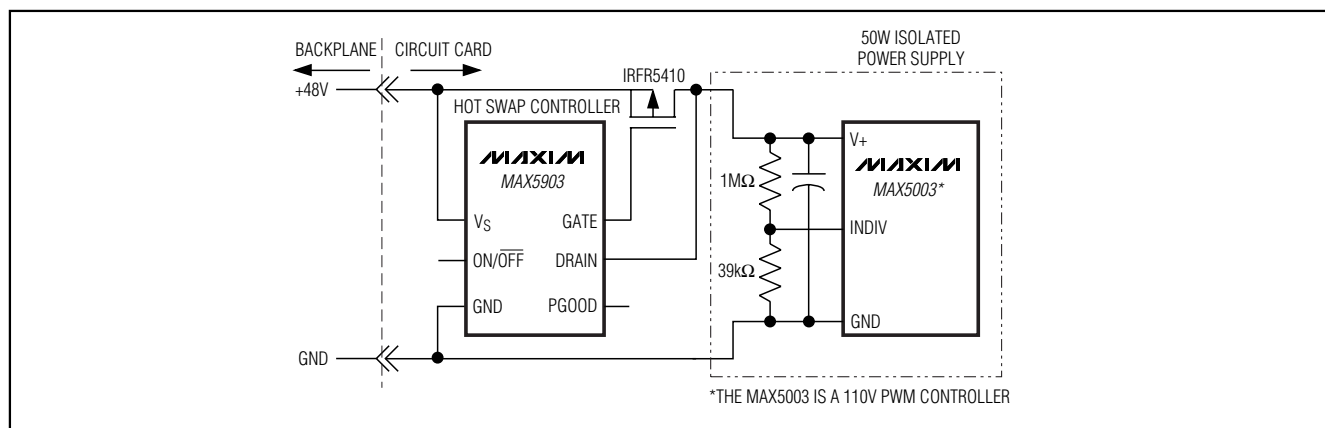 BACKPLANE
CIRCUIT CARD
+48V
HOT SWAP CONTROLLER
IRFR5410
50W ISOLATED
POWER SUPPLY
MAXIM
MAX5903
VS
GATE
ON/OFF
DRAIN
GND
PGOOD
GND
1MΩ
39kΩ
V+
MAXIM
MAX5003*
INDIV
GND
*THE MAX5003 IS A 110V PWM CONTROLLER